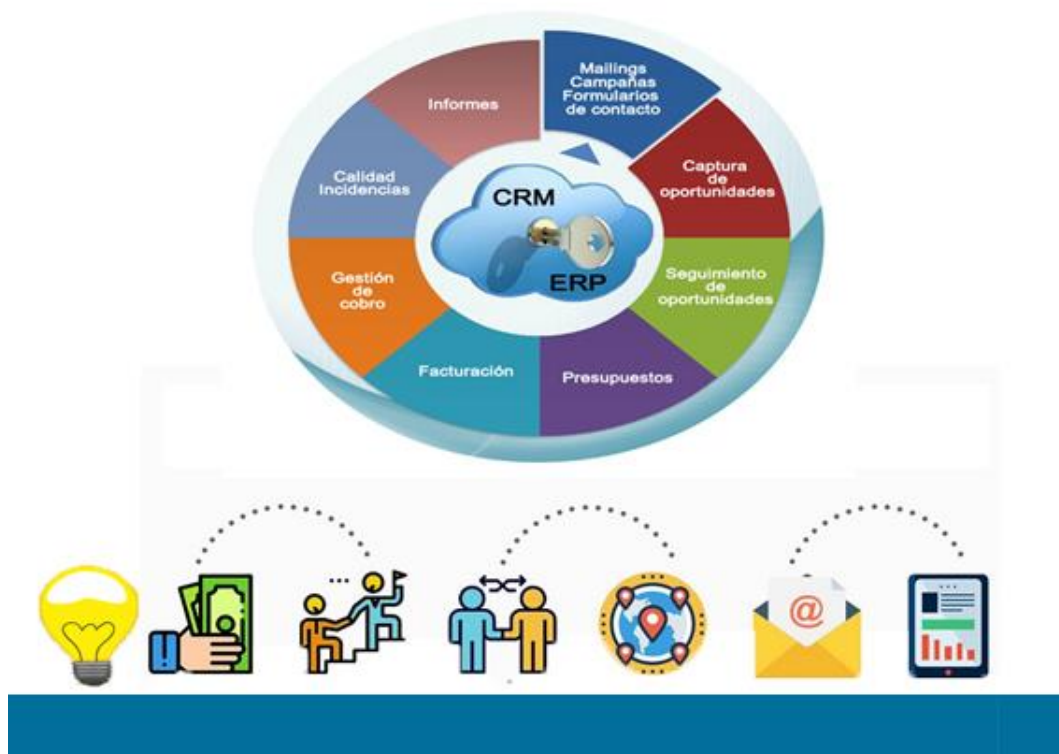 Mailings
Campañas
Formularios
de contacto
Captura
de
oportunidades
Seguimiento
de
oportunidades
Presupuestos
Facturación
Gestión
de
cobro
Calidad
Incidencias
Informes
CRM
ERP
@